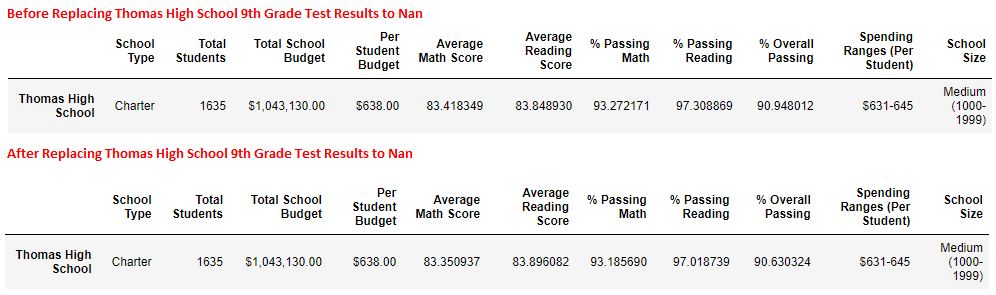 Before Replacing Thomas High School 9th Grade Test Results to Nan
School Type Total Students Total School Budget Per Student Budget Average Math Score Average Reading Score % Passing Math % Passing Reading % Overall Passing Spending Ranges (Per Student) School Size
Thomas High School Charter 1635 $1,043,130.00 $638.00 83.418349 83.848930 93.272171 97.308869 90.948012 $631-645 Medium (1000-1999)
After Replacing Thomas High School 9th Grade Test Results to Nan
School Type Total Students Total School Budget Per Student Budget Average Math Score Average Reading Score % Passing Math % Passing Reading % Overall Passing Spending Ranges (Per Student) School Size
Thomas High School Charter 1635 $1,043,130.00 $638.00 83.350937 83.896082 93.185690 97.018739 90.630324 $631-645 Medium (1000-1999)